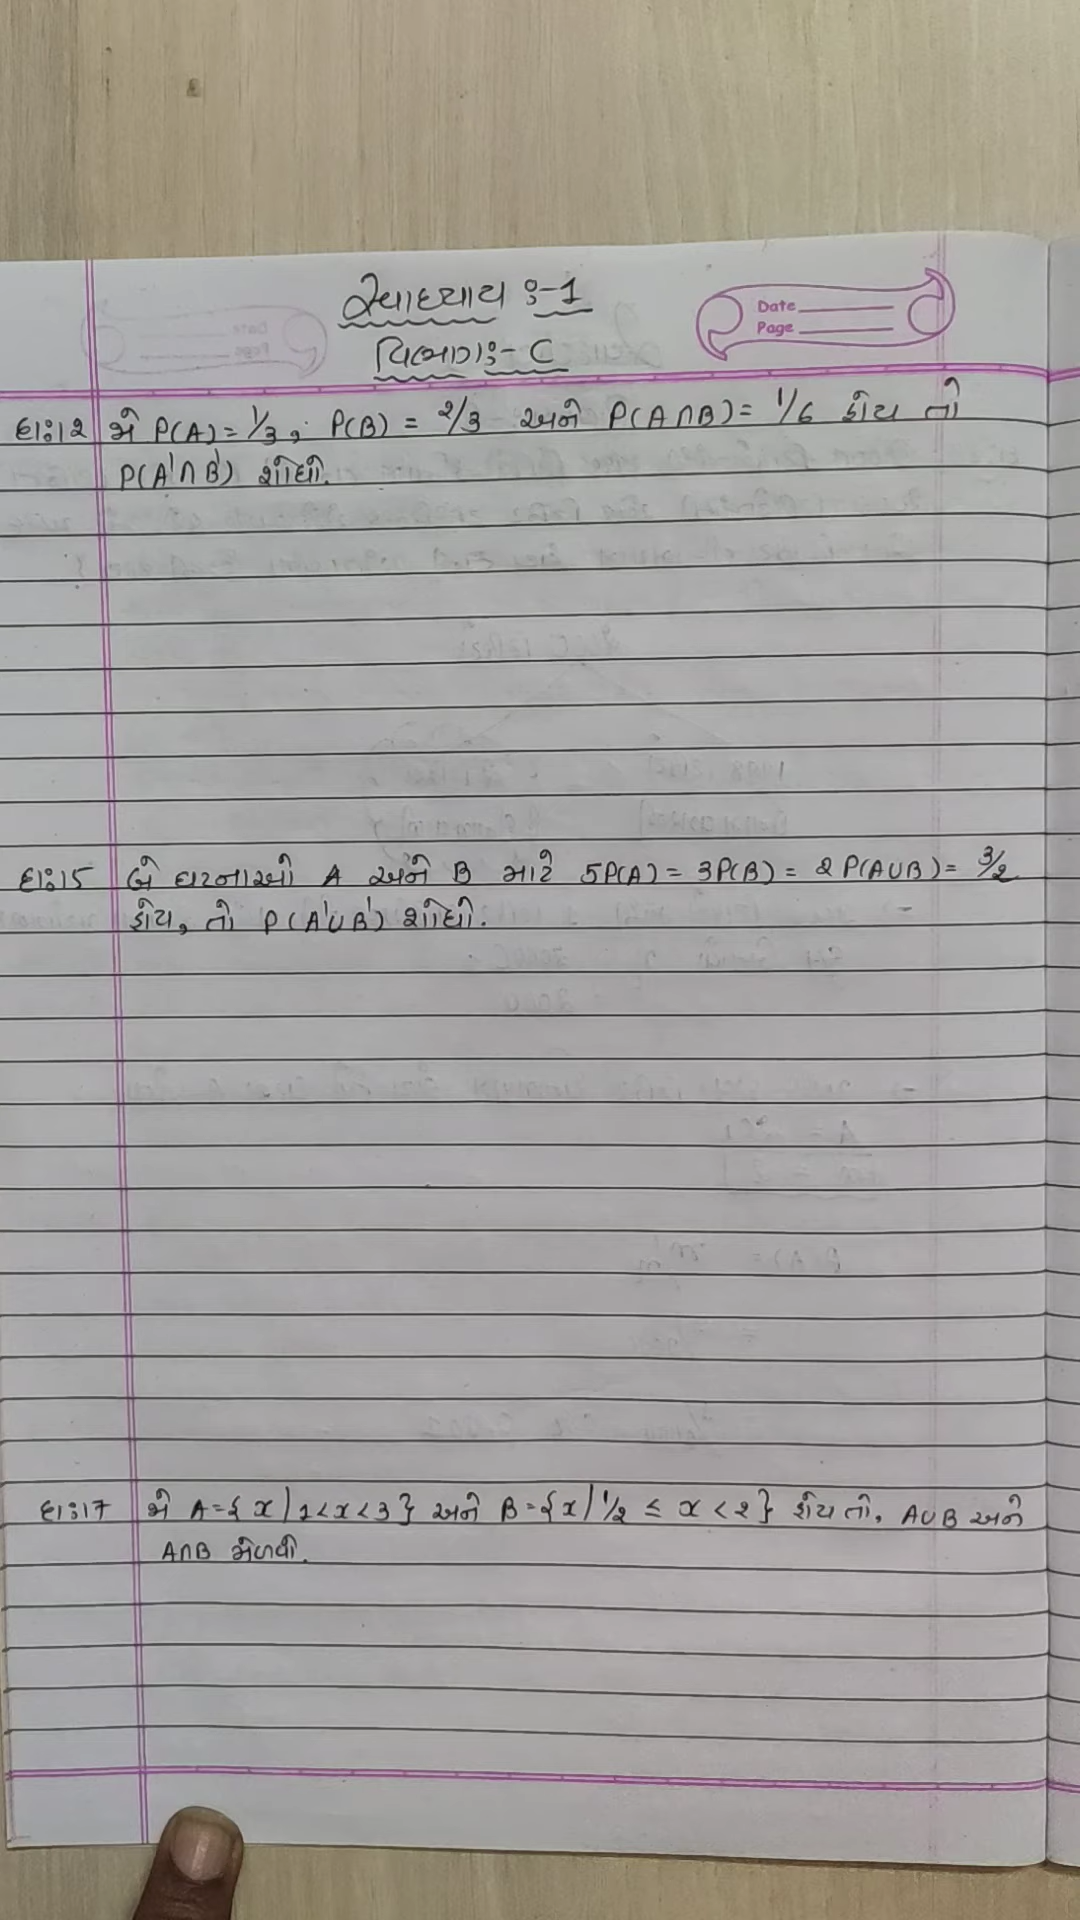 સ્વાધ્યાય :-1
Date
Page
વિભાગ:- C
દા:12 જો P(A) = 1/3, P(B) = 2/3 અને P(A∩B) = 1/6 હોય તો
P(A'∩B') શોધો.
દા:15 બે ઘટનાઓ A અને B માટે 5P(A) = 3P(B) = 2P(A∪B) = 3/2
હોય, તો P(A'∪B') શોધો.
દા:17 જો A={x|1<x<3} અને B={x|1/2 ≤ x <2} હોય તો, A∪B અને
A∩B મેળવો.